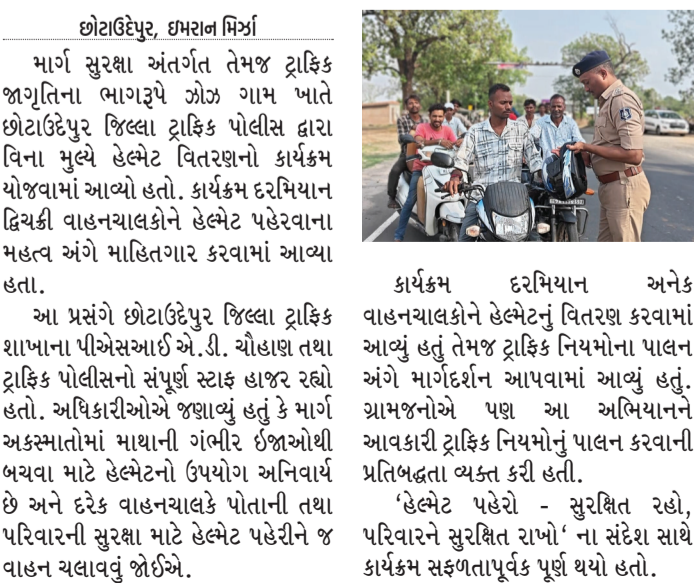 છોટાઉદેપુર, ઇમરાન મિર્ઝા
માર્ગ સુરક્ષા અંતર્ગત તેમજ ટ્રાફિક
જાગૃતિના ભાગરૂપે ઝોઝ ગામ ખાતે
છોટાઉદેપુર જિલ્લા ટ્રાફિક પોલીસ દ્વારા
વિના મુલ્યે હેલ્મેટ વિતરણનો કાર્યક્રમ
યોજવામાં આવ્યો હતો. કાર્યક્રમ દરમિયાન
દ્વિચક્રી વાહનચાલકોને હેલ્મેટ પહેરવાના
મહત્વ અંગે માહિતગાર કરવામાં આવ્યા
હતા.
આ પ્રસંગે છોટાઉદેપુર જિલ્લા ટ્રાફિક
શાખાના પીએસઆઈ એ.ડી. ચૌહાણ તથા
ટ્રાફિક પોલીસનો સંપૂર્ણ સ્ટાફ હાજર રહ્યો
હતો. અધિકારીઓએ જણાવ્યું હતું કે માર્ગ
અકસ્માતોમાં માથાની ગંભીર ઇજાઓથી
બચવા માટે હેલ્મેટનો ઉપયોગ અનિવાર્ય
છે અને દરેક વાહનચાલકે પોતાની તથા
પરિવારની સુરક્ષા માટે હેલ્મેટ પહેરીને જ
વાહન ચલાવવું જોઈએ.
કાર્યક્રમ દરમિયાન અનેક
વાહનચાલકોને હેલ્મેટનું વિતરણ કરવામાં
આવ્યું હતું તેમજ ટ્રાફિક નિયમોના પાલન
અંગે માર્ગદર્શન આપવામાં આવ્યું હતું.
ગ્રામજનોએ પણ આ અભિયાનને
આવકારી ટ્રાફિક નિયમોનું પાલન કરવાની
પ્રતિબદ્ધતા વ્યક્ત કરી હતી.
‘હેલ્મેટ પહેરો - સુરક્ષિત રહો,
પરિવારને સુરક્ષિત રાખો‘ ના સંદેશ સાથે
કાર્યક્રમ સફળતાપૂર્વક પૂર્ણ થયો હતો.